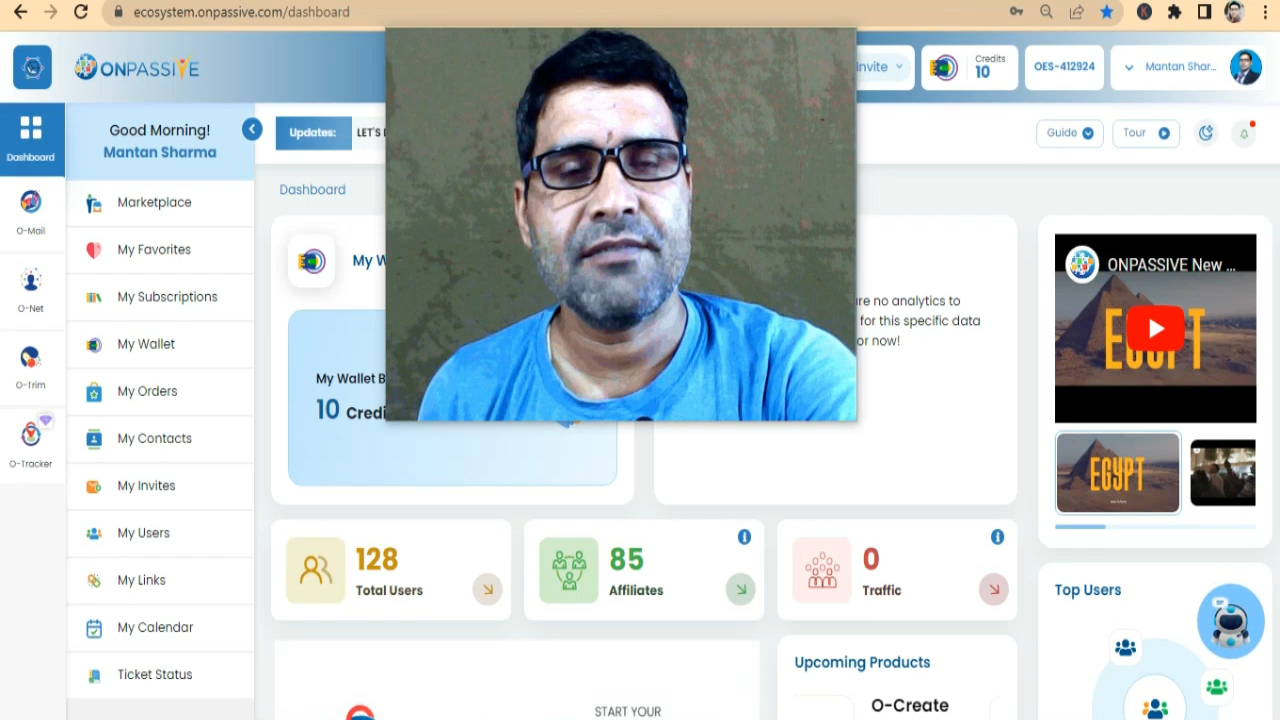 ecosystem.onpassive.com/dashboard
ONPASSIVE
Invite
Credits
10
OES-412924
Mantan Shar...
Dashboard
Good Morning!
Mantan Sharma
Updates:
LET'S
Guide
Tour
Dashboard
O-Mail
O-Net
O-Trim
O-Tracker
Marketplace
My Favorites
My Subscriptions
My Wallet
My Orders
My Contacts
My Invites
My Users
My Links
My Calendar
Ticket Status
My W
My Wallet B
10 Credi
re no analytics to
for this specific data
or now!
ONPASSIVE New ...
EGYPT
EGYPT
128
Total Users
85
Affiliates
0
Traffic
START YOUR
Upcoming Products
O-Create
Top Users
K